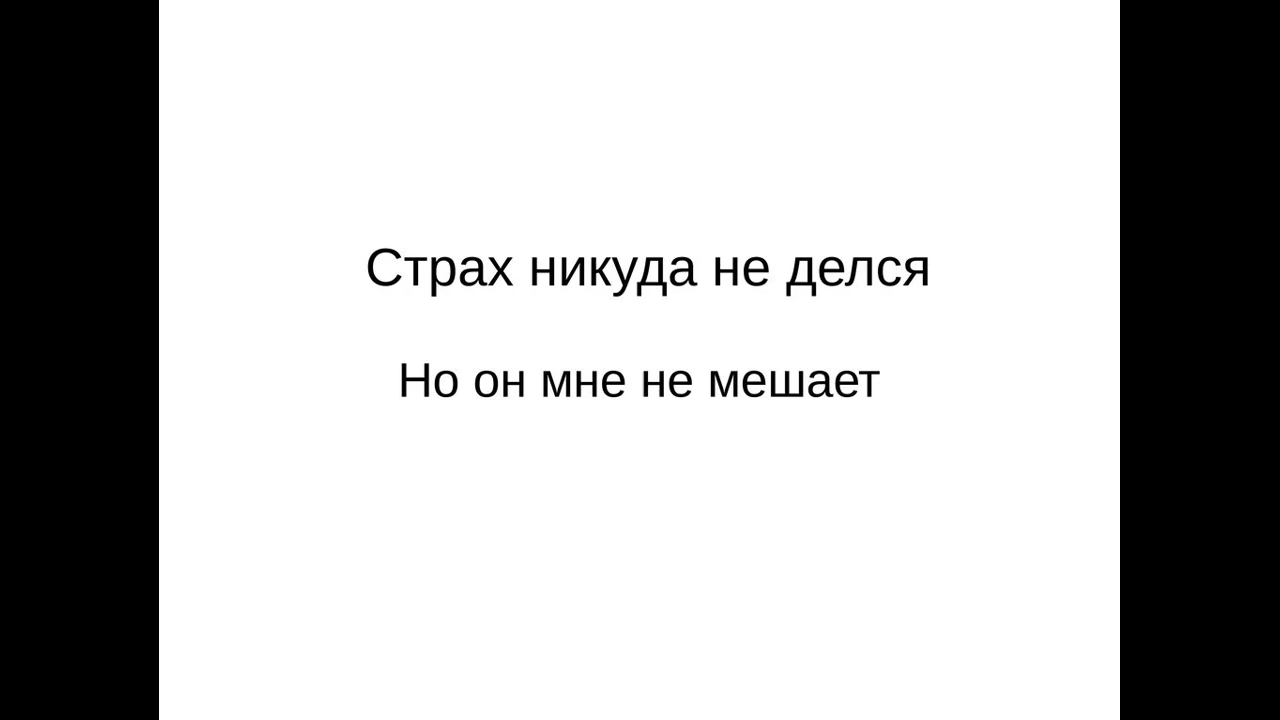 Страх никуда не делся
Но он мне не мешает